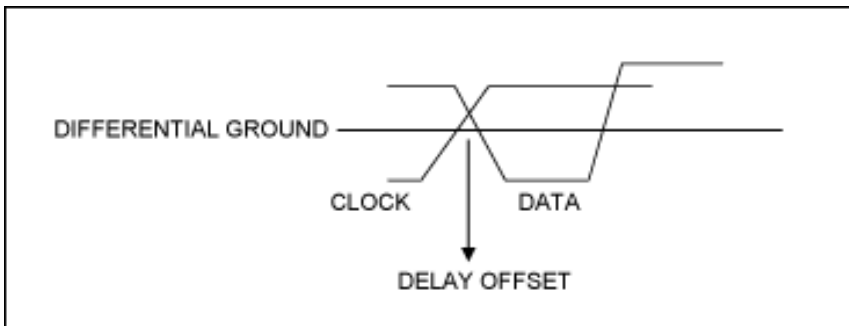 DIFFERENTIAL GROUND
CLOCK
DATA
DELAY OFFSET